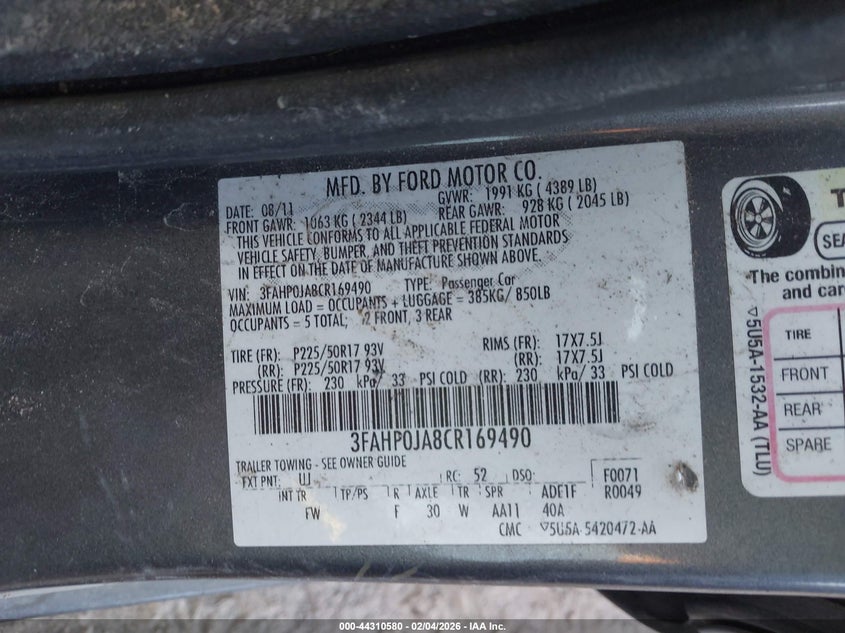 MFD. BY FORD MOTOR CO.
DATE: 08/11 GVWR: 1991 KG ( 4389 LB)
FRONT GAWR: 1063 KG ( 2344 LB) REAR GAWR: 928 KG ( 2045 LB)
THIS VEHICLE CONFORMS TO ALL APPLICABLE FEDERAL MOTOR
VEHICLE SAFETY, BUMPER, AND THEFT PREVENTION STANDARDS
IN EFFECT ON THE DATE OF MANUFACTURE SHOWN ABOVE.
VIN: 3FAHP0JA8CR169490 TYPE: Passenger Car
MAXIMUM LOAD = OCCUPANTS + LUGGAGE = 385KG/ 850LB
OCCUPANTS = 5 TOTAL; 2 FRONT, 3 REAR
TIRE (FR): P225/50R17 93V RIMS (FR): 17X7.5J
(RR): P225/50R17 93V (RR): 17X7.5J
PRESSURE (FR): 230 kPa/ 33 PSI COLD (RR): 230 kPa/ 33 PSI COLD
3FAHP0JA8CR169490
TRAILER TOWING - SEE OWNER GUIDE
EXT PNT: UJ RC: 52 DSO: F0071
INT TR TP/PS R AXLE TR SPR ADE1F R0049
FW F 30 W AA11 40A
CMC ▽5U5A-5420472-AA
SEA
The combin
and car
TIRE
FRONT
REAR
SPARE
▽5U5A-1532-AA (TLU)
000-44310580 - 02/04/2026 - IAA Inc.